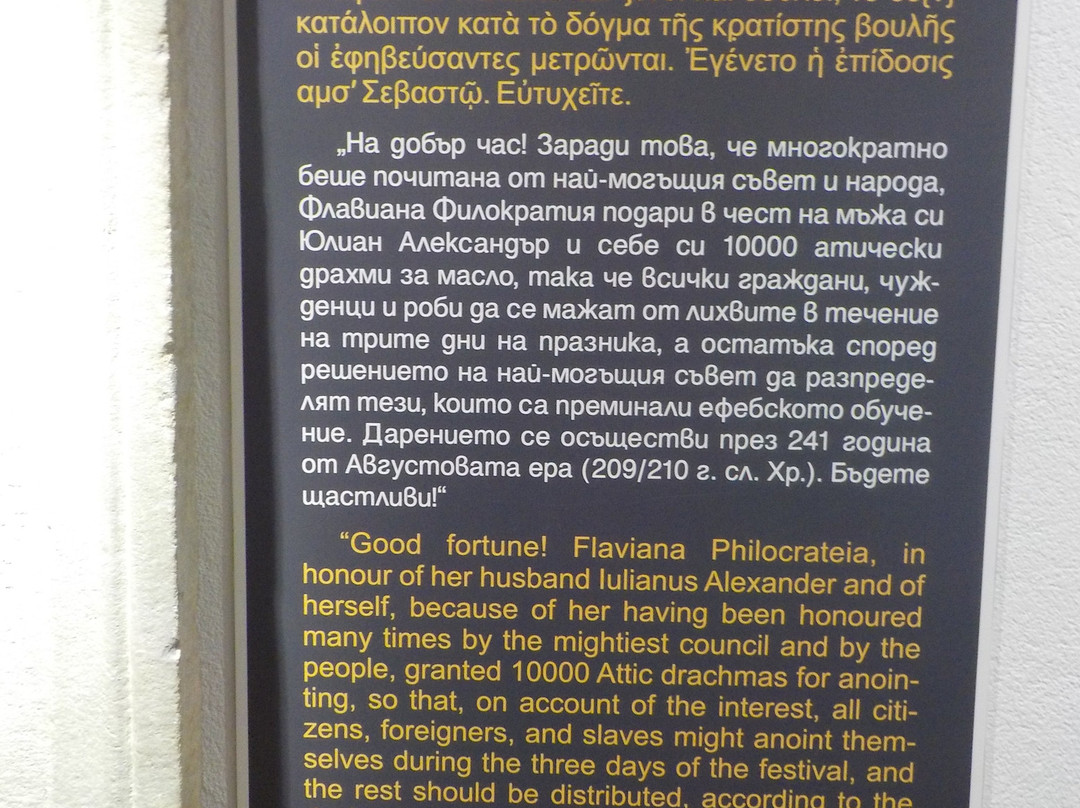 κατάλοιπον κατὰ τὸ δόγμα τῆς κρατίστης βουλῆς
οἱ ἐφηβεύσαντες μετρῶνται. Ἐγένετο ἡ ἐπίδοσις
αμσ' Σεβαστῷ. Εὐτυχεῖτε.
„На добър час! Заради това, че многократно
беше почитана от най-могъщия съвет и народа,
Флавиана Филократия подари в чест на мъжа си
Юлиан Александър и себе си 10000 атически
драхми за масло, така че всички граждани, чуж-
денци и роби да се мажат от лихвите в течение
на трите дни на празника, а остатъка според
решението на най-могъщия съвет да разпреде-
лят тези, които са преминали ефебското обуче-
ние. Дарението се осъществи през 241 година
от Августовата ера (209/210 г. сл. Хр.). Бъдете
щастливи!“
“Good fortune! Flaviana Philocrateia, in
honour of her husband Iulianus Alexander and of
herself, because of her having been honoured
many times by the mightiest council and by the
people, granted 10000 Attic drachmas for anoin-
ting, so that, on account of the interest, all citi-
zens, foreigners, and slaves might anoint them-
selves during the three days of the festival, and
the rest should be distributed, according to the